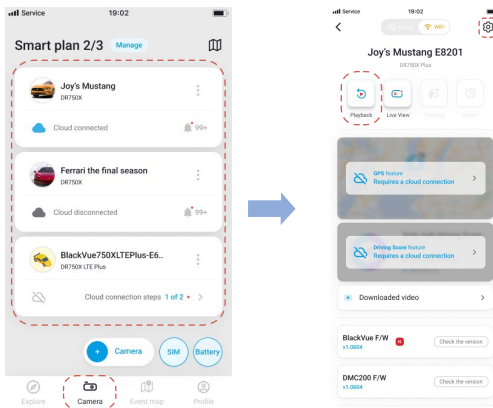 Service
19:02
Smart plan 2/3
Manage
Joy's Mustang
DR750X
Cloud connected
99+
Ferrari the final season
DR750X
Cloud disconnected
99+
BlackVue750XLTEPlus-E6..
DR750X LTE Plus
Cloud connection steps 1 of 2
+ Camera
SIM
Battery
Explore
Camera
Event map
Profile
Service
19:02
Cloud
WiFi
Joy's Mustang E8201
DR750X Plus
Playback
Live View
GPS feature
Requires a cloud connection
Driving Score feature
Requires a cloud connection
Downloaded video
BlackVue F/W
N
v1.0004
Check the version
DMC200 F/W
v1.0004
Check the version